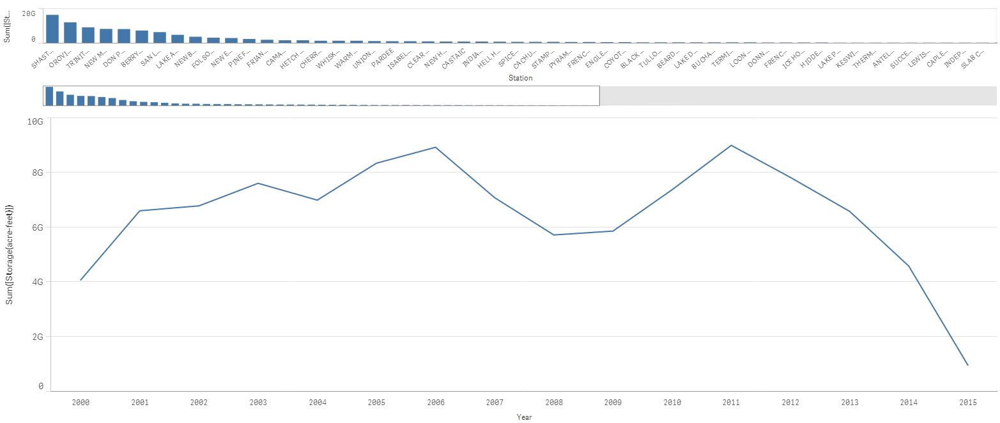 Sum([St...
20G
0
SHAST... OROVI... TRINIT... NEW M... DON P... BERRY... SAN L... LAKE A... NEW B... FOLSO... NEW E... PINE F... FRIAN... CAMA... HETCH ... CHERR... WHISK... WARM ... UNION... PARDEE ISABEL... CLEAR ... NEW H... CASTAIC INDIA... HELL H... SPICE... CACHU... STAMP... PYRAM... FRENC... ENGLE... COYOT... BLACK ... TULLO... BEARD... LAKE D... BUCHA... TERMI... LOON ... DONN... FRENC... ICE HO... HIDDE... LAKE P... KESWI... THERM... ANTEL... SUCCE... LEWIS... CAPLE... INDEP... SLAB C...
Station
10G
8G
6G
4G
2G
0
Sum([Storage(acre-feet)])
2000 2001 2002 2003 2004 2005 2006 2007 2008 2009 2010 2011 2012 2013 2014 2015
Year